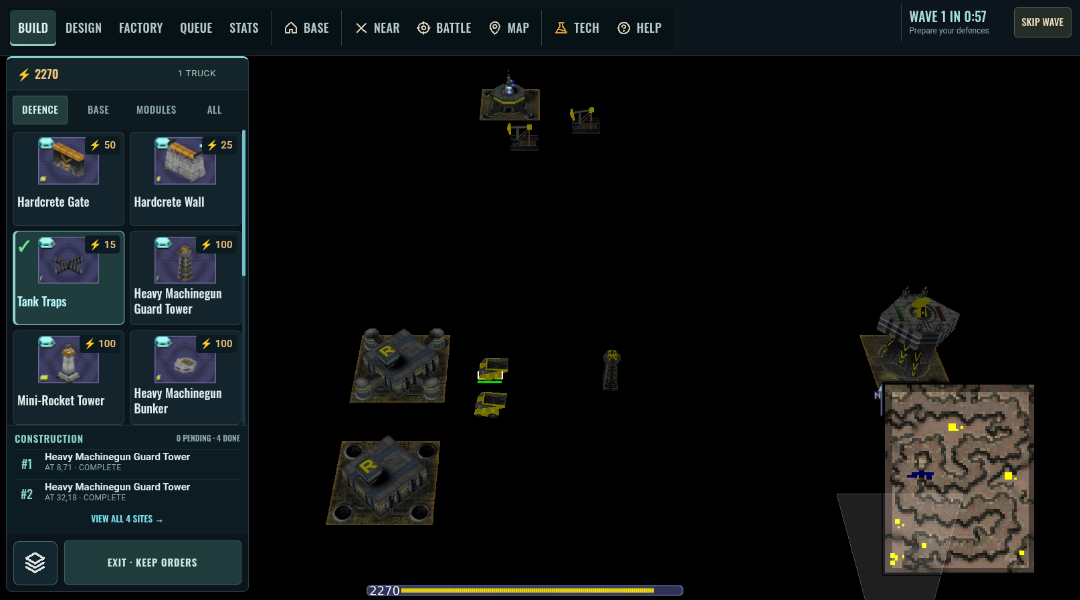 BUILD DESIGN FACTORY QUEUE STATS BASE NEAR BATTLE MAP TECH HELP
WAVE 1 IN 0:57
Prepare your defences
SKIP WAVE
2270
1 TRUCK
DEFENCE BASE MODULES ALL
50
Hardcrete Gate
25
Hardcrete Wall
15
Tank Traps
100
Heavy Machinegun
Guard Tower
100
Mini-Rocket Tower
100
Heavy Machinegun
Bunker
CONSTRUCTION
0 PENDING · 4 DONE
#1
Heavy Machinegun Guard Tower
AT 8,71 · COMPLETE
#2
Heavy Machinegun Guard Tower
AT 32,18 · COMPLETE
VIEW ALL 4 SITES →
EXIT · KEEP ORDERS
R
R
N
2270